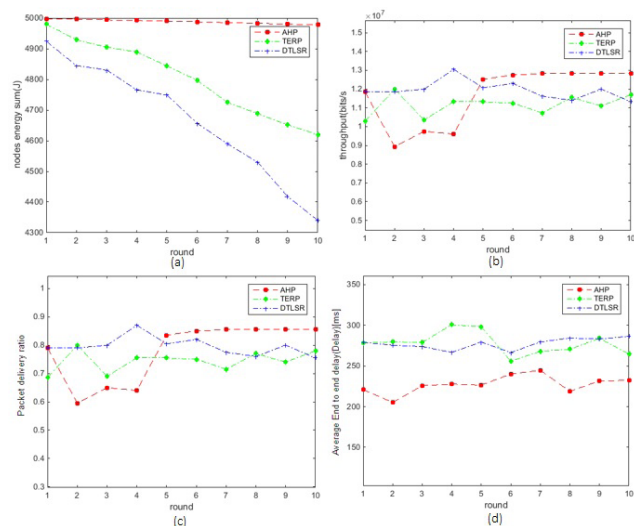 5000
4900
4800
4700
4600
4500
4400
4300
nodes energy sum(J)
AHP
TERP
DTLSR
1 2 3 4 5 6 7 8 9 10
round
(a)
×10⁷
1.5
1.4
1.3
1.2
1.1
1
0.9
0.8
0.7
0.6
0.5
throughput(bits/s
AHP
TERP
DTLSR
1 2 3 4 5 6 7 8 9 10
round
(b)
1
0.9
0.8
0.7
0.6
0.5
0.4
0.3
Packet delivery ratio
AHP
TERP
DTLSR
1 2 3 4 5 6 7 8 9 10
round
(c)
350
300
250
200
150
Average End to end delay(Delay)[ms]
AHP
TERP
DTLSR
1 2 3 4 5 6 7 8 9 10
round
(d)